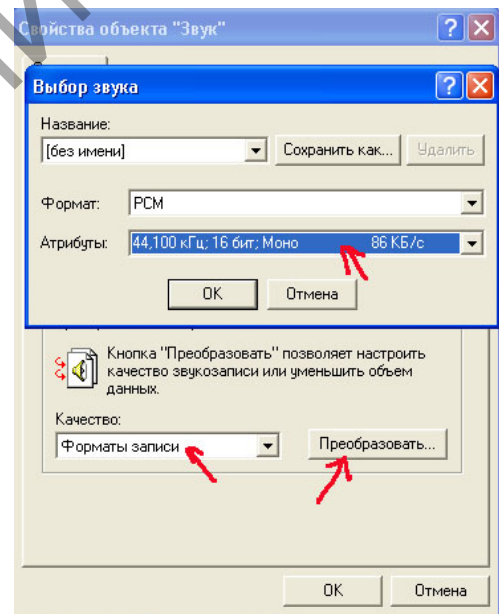 Свойства объекта "Звук"
Выбор звука
Название:
[без имени]
Сохранить как...
Удалить
Формат:
PCM
Атрибуты:
44,100 кГц; 16 бит; Моно 86 КБ/с
OK
Отмена
Кнопка "Преобразовать" позволяет настроить
качество звукозаписи или уменьшить объем
данных.
Качество:
Форматы записи
Преобразовать...
OK
Отмена